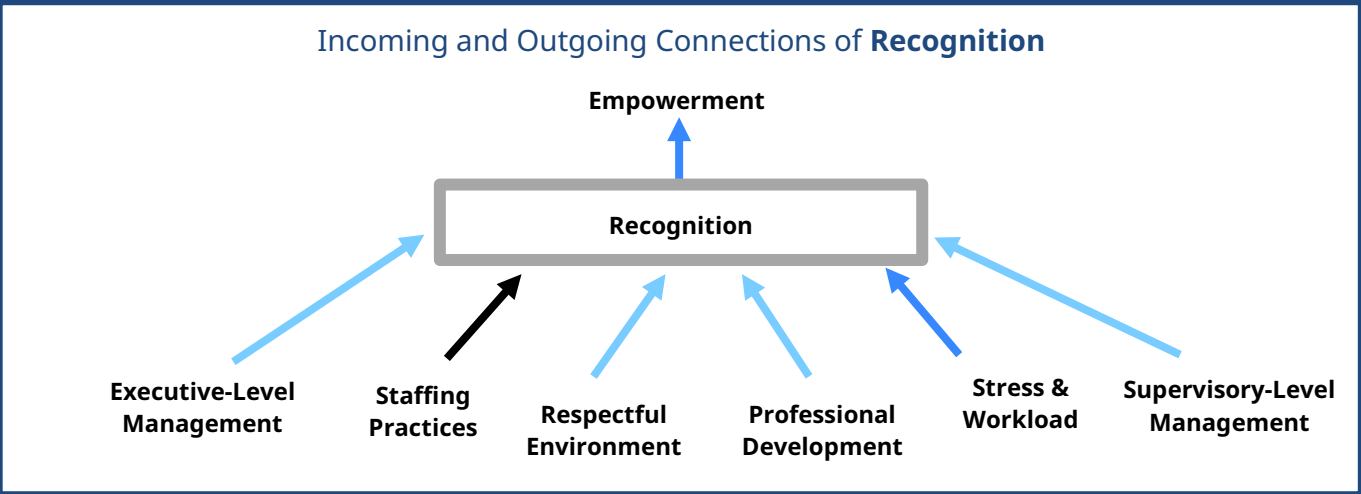 Incoming and Outgoing Connections of Recognition
Empowerment
Recognition
Executive-Level
Management
Staffing
Practices
Respectful
Environment
Professional
Development
Stress &
Workload
Supervisory-Level
Management